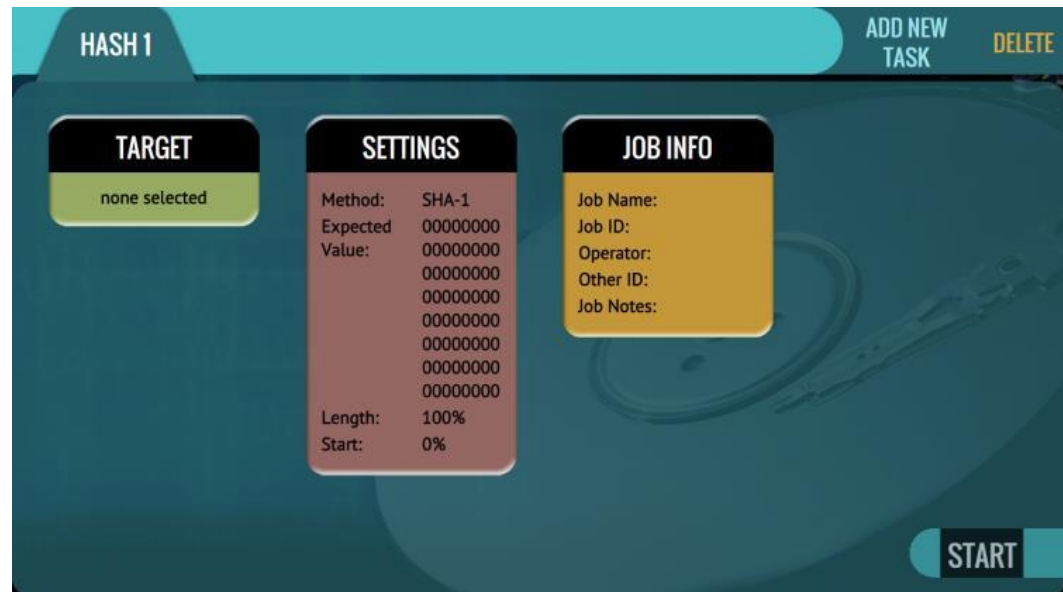 HASH 1
ADD NEW
TASK
DELETE
TARGET
none selected
SETTINGS
Method: SHA-1
Expected 00000000
Value: 00000000
00000000
00000000
00000000
00000000
00000000
00000000
Length: 100%
Start: 0%
JOB INFO
Job Name:
Job ID:
Operator:
Other ID:
Job Notes:
START